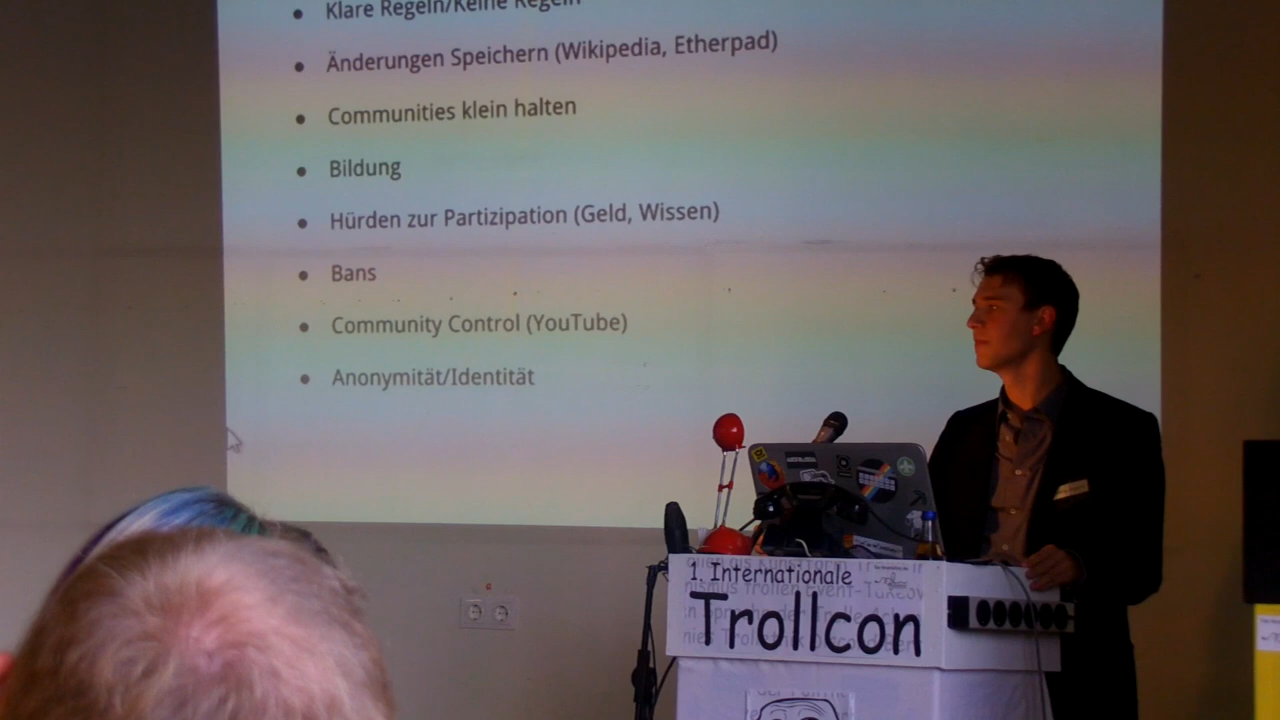 Klare Regeln/Keine Regeln
Änderungen Speichern (Wikipedia, Etherpad)
Communities klein halten
Bildung
Hürden zur Partizipation (Geld, Wissen)
Bans
Community Control (YouTube)
Anonymität/Identität
1. Internationale
Trollcon